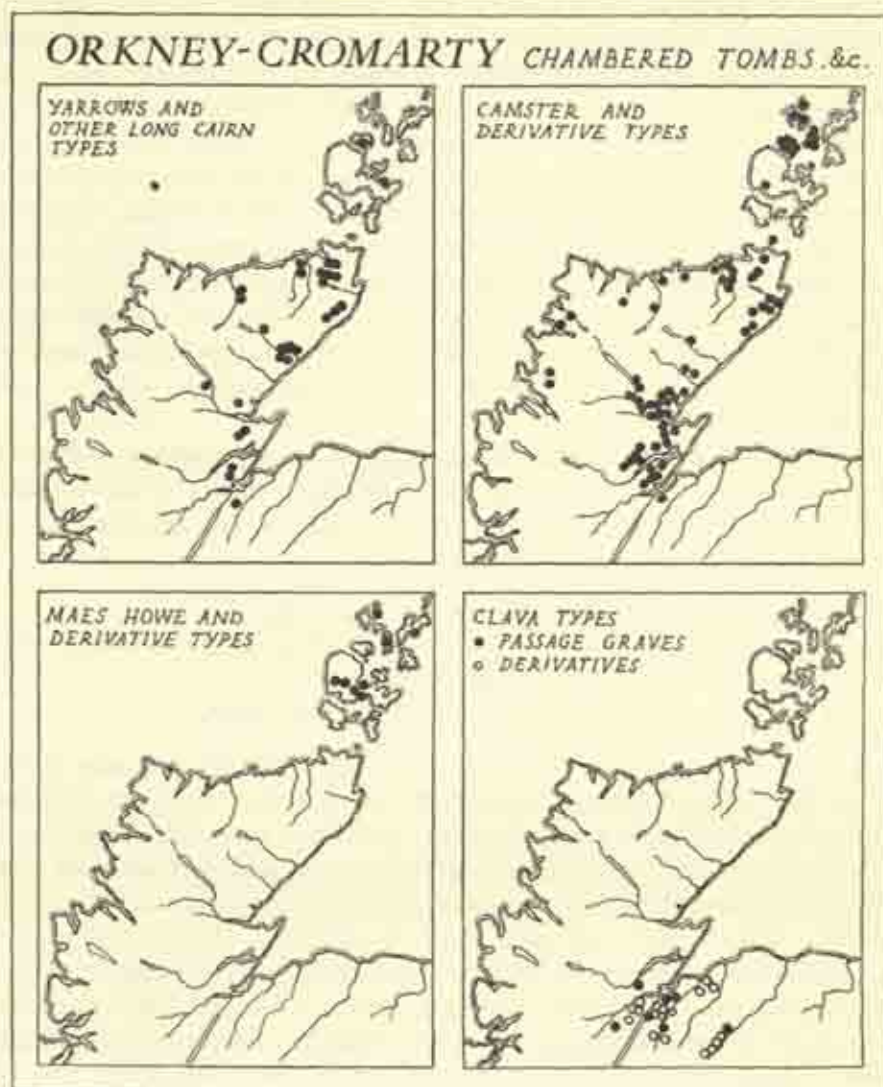 ORKNEY-CROMARTY CHAMBERED TOMBS.&c.
YARROWS AND
OTHER LONG CAIRN
TYPES
CAMSTER AND
DERIVATIVE TYPES
MAES HOWE AND
DERIVATIVE TYPES
CLAVA TYPES
PASSAGE GRAVES
DERIVATIVES